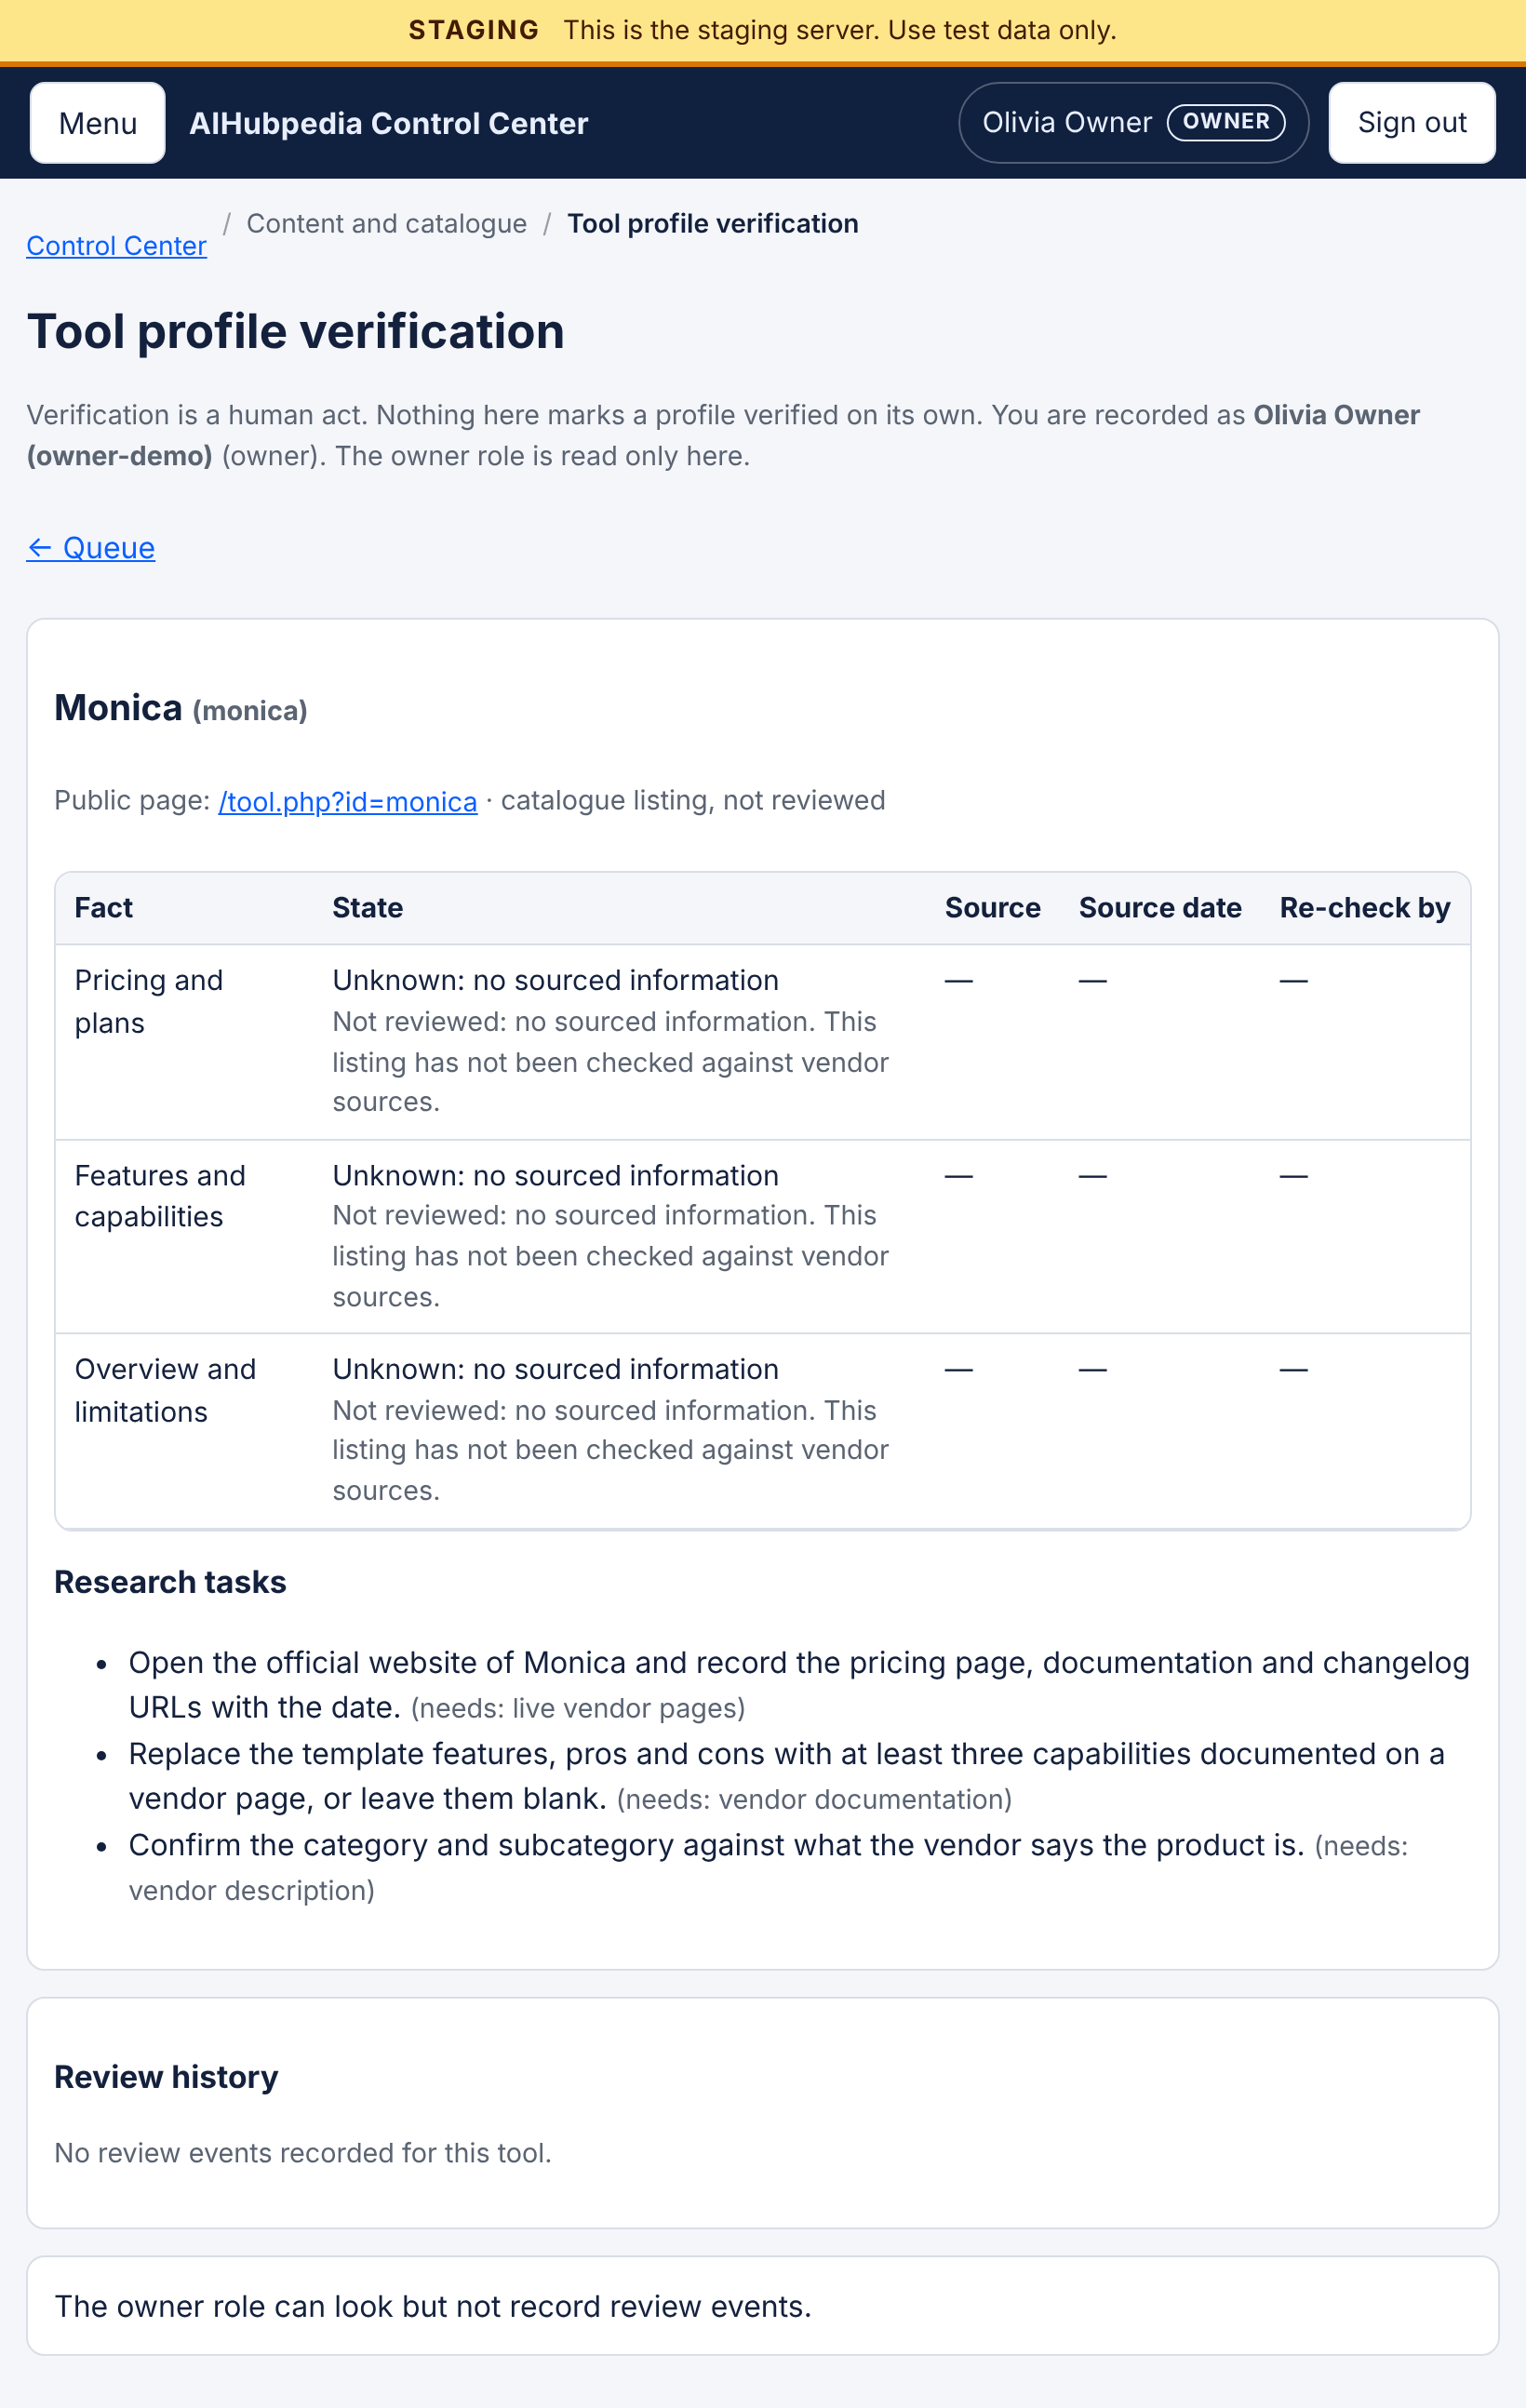 STAGING This is the staging server. Use test data only.
Menu
AIHubpedia Control Center
Olivia Owner OWNER
Sign out
Control Center / Content and catalogue / Tool profile verification
Tool profile verification
Verification is a human act. Nothing here marks a profile verified on its own. You are recorded as Olivia Owner
(owner-demo) (owner). The owner role is read only here.
← Queue
Monica (monica)
Public page: /tool.php?id=monica · catalogue listing, not reviewed
Fact State Source Source date Re-check by
Pricing and
plans
Unknown: no sourced information
Not reviewed: no sourced information. This
listing has not been checked against vendor
sources.
— — —
Features and
capabilities
Unknown: no sourced information
Not reviewed: no sourced information. This
listing has not been checked against vendor
sources.
— — —
Overview and
limitations
Unknown: no sourced information
Not reviewed: no sourced information. This
listing has not been checked against vendor
sources.
— — —
Research tasks
• Open the official website of Monica and record the pricing page, documentation and changelog
URLs with the date. (needs: live vendor pages)
• Replace the template features, pros and cons with at least three capabilities documented on a
vendor page, or leave them blank. (needs: vendor documentation)
• Confirm the category and subcategory against what the vendor says the product is. (needs:
vendor description)
Review history
No review events recorded for this tool.
The owner role can look but not record review events.